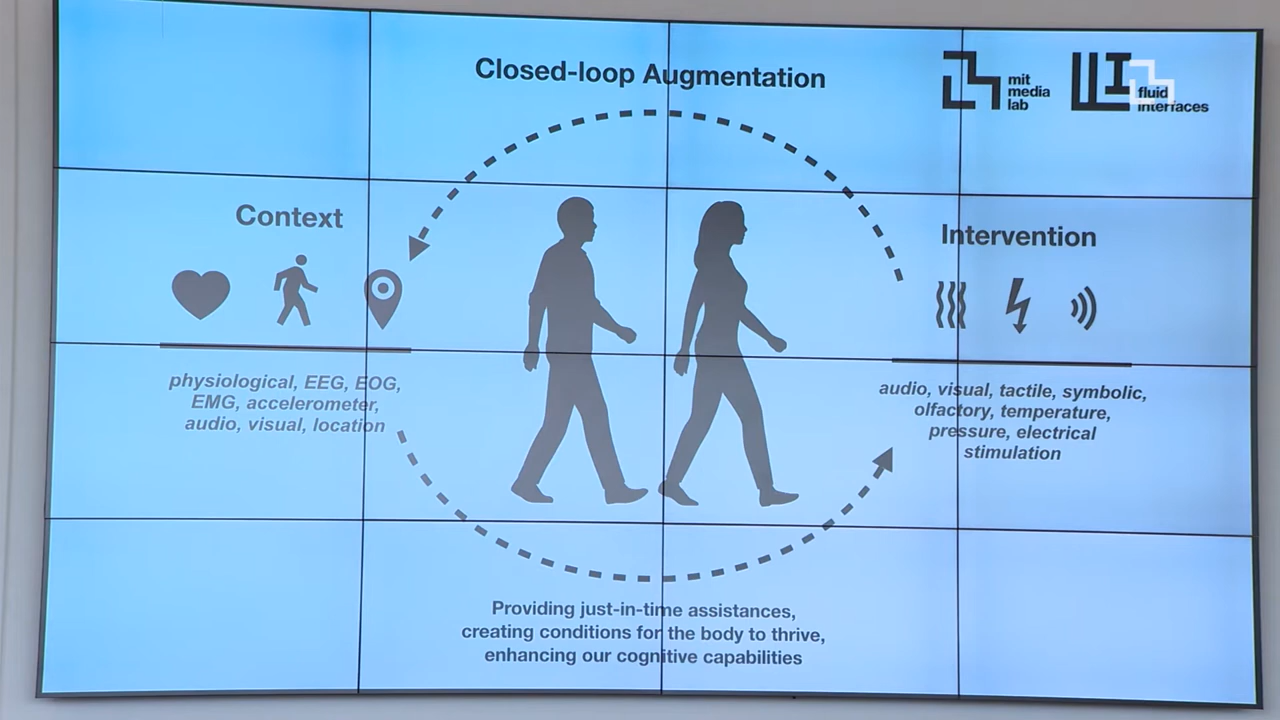 Closed-loop Augmentation
mit
media
lab
fluid
interfaces
Context
physiological, EEG, EOG,
EMG, accelerometer,
audio, visual, location
Intervention
audio, visual, tactile, symbolic,
olfactory, temperature,
pressure, electrical
stimulation
Providing just-in-time assistances,
creating conditions for the body to thrive,
enhancing our cognitive capabilities